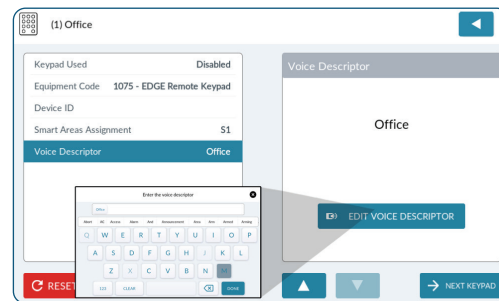 (1) Office
Keypad Used Disabled
Equipment Code 1075 - EDGE Remote Keypad
Device ID
Smart Areas Assignment S1
Voice Descriptor Office
Voice Descriptor
Office
EDIT VOICE DESCRIPTOR
Enter the voice descriptor
Office
Abort AC Access Alarm And Announcement Area Arm Armed Arming
Q W E R T Y U I O P
A S D F G H J K L
Z X C V B N M
123 CLEAR DONE
RESET
NEXT KEYPAD